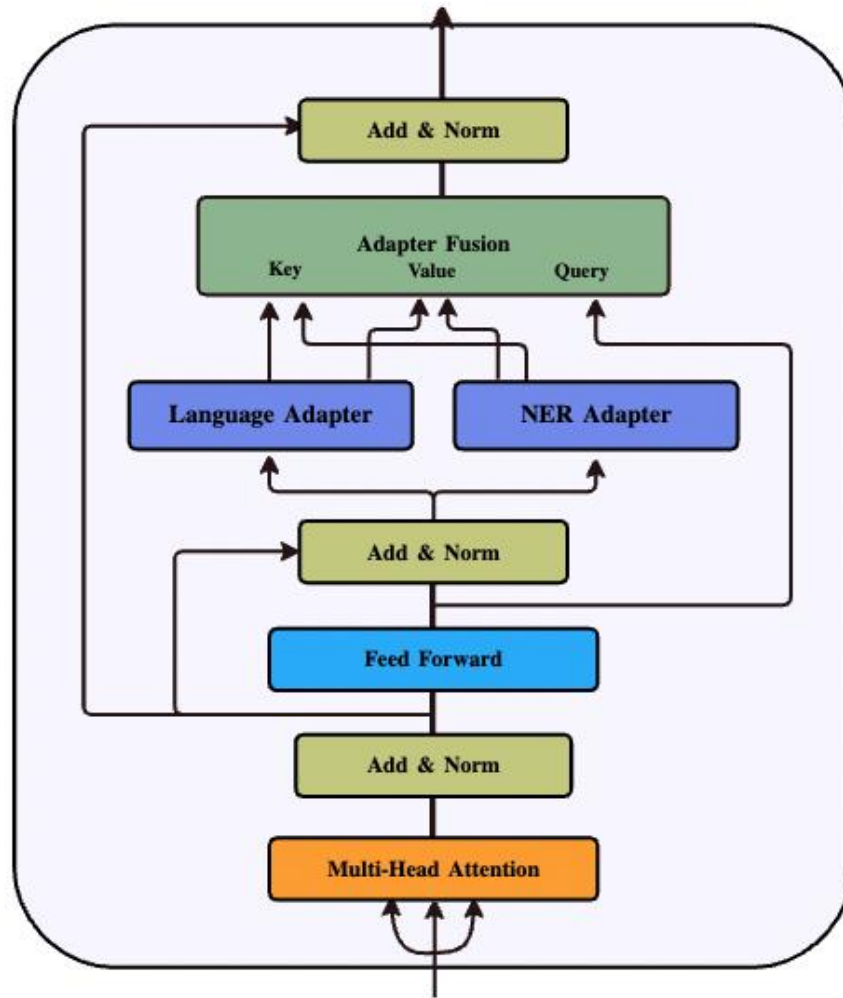 Add & Norm
Adapter Fusion
Key Value Query
Language Adapter NER Adapter
Add & Norm
Feed Forward
Add & Norm
Multi-Head Attention